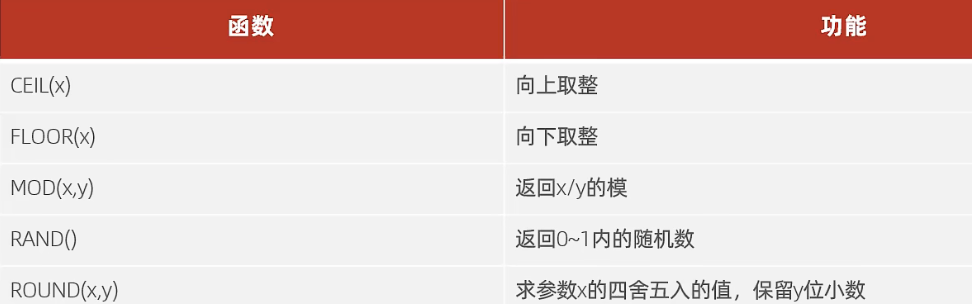 函数 功能
CEIL(x) 向上取整
FLOOR(x) 向下取整
MOD(x,y) 返回x/y的模
RAND() 返回0~1内的随机数
ROUND(x,y) 求参数x的四舍五入的值，保留y位小数